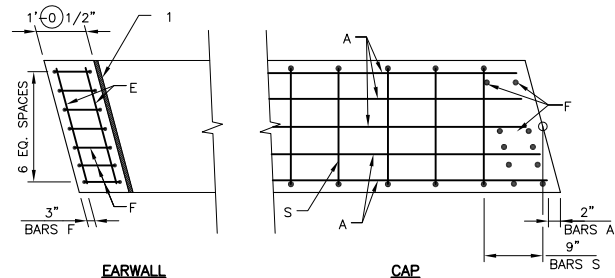 1'-0 1/2"
1
A
E
F
6 EQ. SPACES
F
S
A
3"
BARS F
2"
BARS A
9"
BARS S
EARWALL
CAP